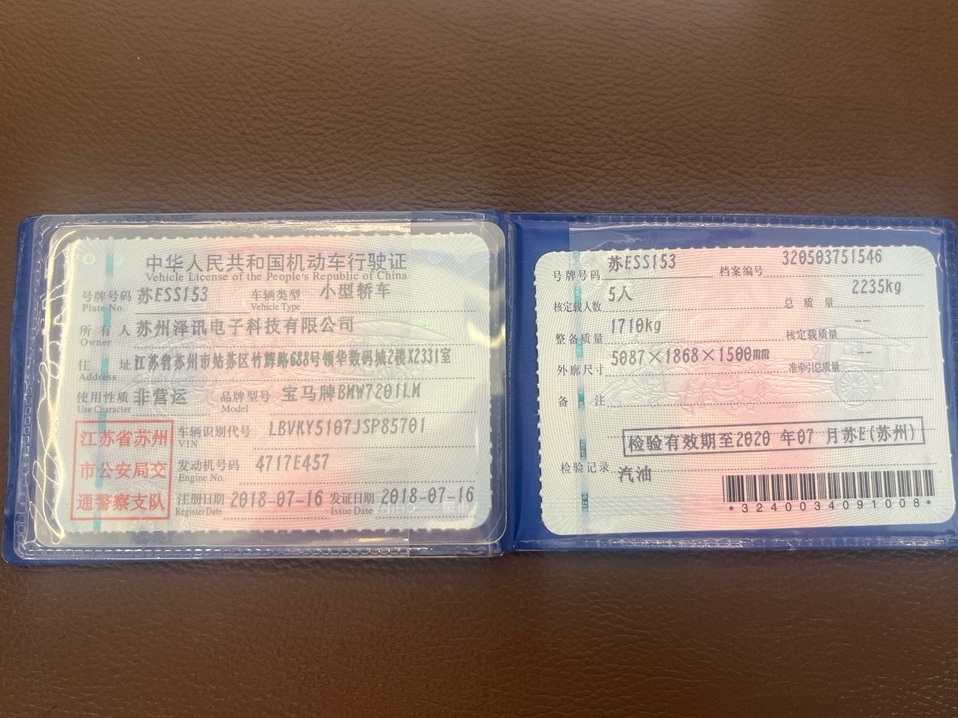 中华人民共和国机动车行驶证
Vehicle License of the People's Republic of China
号牌号码 苏ESS153 车辆类型 小型轿车
Plate No. Vehicle Type
所有人 苏州泽讯电子科技有限公司
Owner
住址 江苏省苏州市姑苏区竹辉路688号领华数码城2楼X2331室
Address
使用性质 非营运 品牌型号 宝马牌BMW7201LM
Use Character Model
江苏省苏州
市公安局交
通警察支队
车辆识别代号 LBVKY5107JSP85701
VIN
发动机号码 4717E457
Engine No.
注册日期 2018-07-16 发证日期 2018-07-16
Register Date Issue Date
号牌号码 苏ESS153 档案编号 320503751546
核定载人数 5人 总质量 2235kg
整备质量 1710kg 核定载质量 --
外廓尺寸 5087×1868×1500mm 准牵引总质量 --
备注
检验有效期至2020 年07 月苏E(苏州)
检验记录 汽油
*3240034091008*